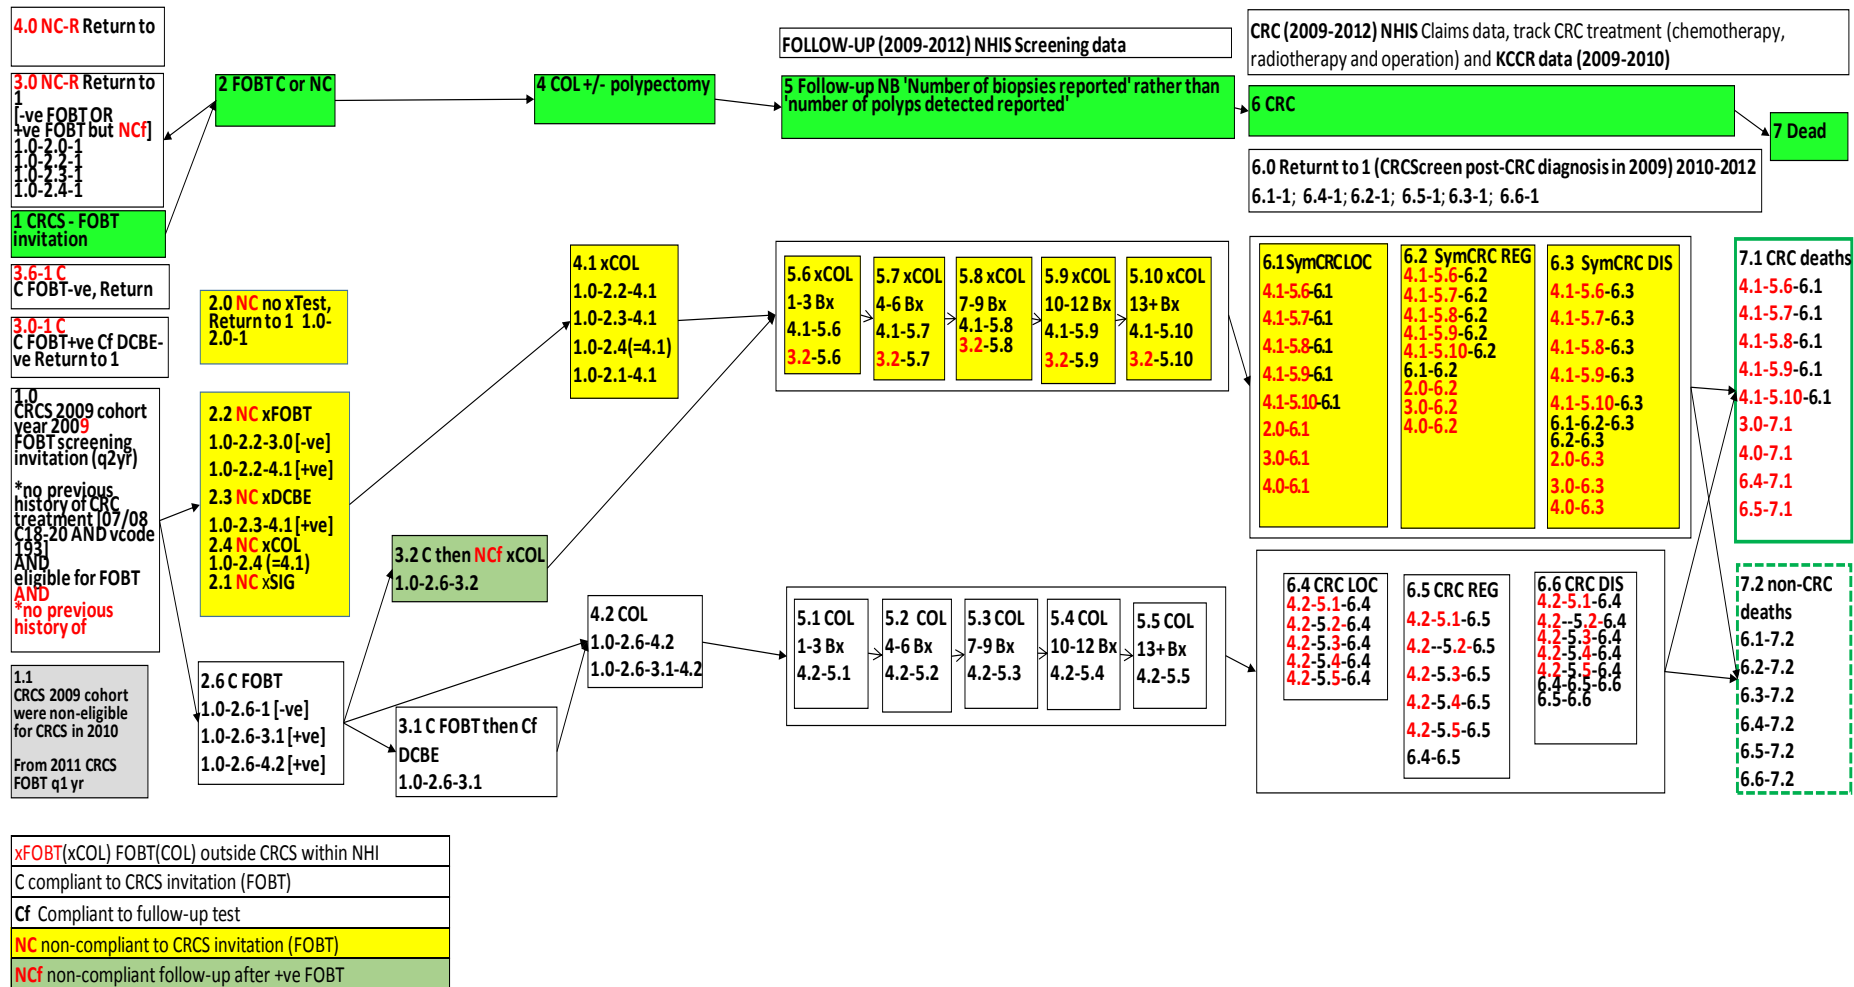 4.0 NC-R Return to
3.0 NC-R Return to
1
[-ve FOBT OR
+ve FOBT but NCf]
1.0-2.0-1
1.0-2.2-1
1.0-2.3-1
1.0-2.4-1
1 CRCS - FOBT
invitation
3.6-1 C
C FOBT-ve, Return
3.0-1 C
C FOBT+ve Cf DCBE-
ve Return to 1
1.0
CRCS 2009 cohort
year 2009
FOBT screening
invitation (q2yr)
*no previous
history of CRC
treatment [07/08
C18-20 AND vcode
193]
AND
eligible for FOBT
AND
*no previous
history of
1.1
CRCS 2009 cohort
were non-eligible
for CRCS in 2010
From 2011 CRCS
FOBT q1 yr
2 FOBT C or NC
2.0 NC no xTest,
Return to 1 1.0-
2.0-1
2.2 NC xFOBT
1.0-2.2-3.0 [-ve]
1.0-2.2-4.1 [+ve]
2.3 NC xDCBE
1.0-2.3-4.1 [+ve]
2.4 NC xCOL
1.0-2.4 (=4.1)
2.1 NC xSIG
2.6 C FOBT
1.0-2.6-1 [-ve]
1.0-2.6-3.1 [+ve]
1.0-2.6-4.2 [+ve]
3.2 C then NCf xCOL
1.0-2.6-3.2
3.1 C FOBT then Cf
DCBE
1.0-2.6-3.1
4 COL +/- polypectomy
4.1 xCOL
1.0-2.2-4.1
1.0-2.3-4.1
1.0-2.4(=4.1)
1.0-2.1-4.1
4.2 COL
1.0-2.6-4.2
1.0-2.6-3.1-4.2
FOLLOW-UP (2009-2012) NHIS Screening data
5 Follow-up NB 'Number of biopsies reported' rather than
'number of polyps detected reported'
5.6 xCOL
1-3 Bx
4.1-5.6
3.2-5.6
5.7 xCOL
4-6 Bx
4.1-5.7
3.2-5.7
5.8 xCOL
7-9 Bx
4.1-5.8
3.2-5.8
5.9 xCOL
10-12 Bx
4.1-5.9
3.2-5.9
5.10 xCOL
13+ Bx
4.1-5.10
3.2-5.10
5.1 COL
1-3 Bx
4.2-5.1
5.2 COL
4-6 Bx
4.2-5.2
5.3 COL
7-9 Bx
4.2-5.3
5.4 COL
10-12 Bx
4.2-5.4
5.5 COL
13+ Bx
4.2-5.5
CRC (2009-2012) NHIS Claims data, track CRC treatment (chemotherapy,
radiotherapy and operation) and KCCR data (2009-2010)
6 CRC
6.0 Returnt to 1 (CRCScreen post-CRC diagnosis in 2009) 2010-2012
6.1-1; 6.4-1; 6.2-1; 6.5-1; 6.3-1; 6.6-1
6.1 SymCRC LOC
4.1-5.6-6.1
4.1-5.7-6.1
4.1-5.8-6.1
4.1-5.9-6.1
4.1-5.10-6.1
2.0-6.1
3.0-6.1
4.0-6.1
6.2 SymCRC REG
4.1-5.6-6.2
4.1-5.7-6.2
4.1-5.8-6.2
4.1-5.9-6.2
4.1-5.10-6.2
6.1-6.2
2.0-6.2
3.0-6.2
4.0-6.2
6.3 SymCRC DIS
4.1-5.6-6.3
4.1-5.7-6.3
4.1-5.8-6.3
4.1-5.9-6.3
4.1-5.10-6.3
6.1-6.2-6.3
6.2-6.3
2.0-6.3
3.0-6.3
4.0-6.3
6.4 CRC LOC
4.2-5.1-6.4
4.2-5.2-6.4
4.2-5.3-6.4
4.2-5.4-6.4
4.2-5.5-6.4
6.5 CRC REG
4.2-5.1-6.5
4.2--5.2-6.5
4.2-5.3-6.5
4.2-5.4-6.5
4.2-5.5-6.5
6.4-6.5
6.6 CRC DIS
4.2-5.1-6.4
4.2--5.2-6.4
4.2-5.3-6.4
4.2-5.4-6.4
4.2-5.5-6.4
6.4-6.5-6.6
6.5-6.6
7 Dead
7.1 CRC deaths
4.1-5.6-6.1
4.1-5.7-6.1
4.1-5.8-6.1
4.1-5.9-6.1
4.1-5.10-6.1
3.0-7.1
4.0-7.1
6.4-7.1
6.5-7.1
7.2 non-CRC
deaths
6.1-7.2
6.2-7.2
6.3-7.2
6.4-7.2
6.5-7.2
6.6-7.2
xFOBT(xCOL) FOBT(COL) outside CRCS within NHI
C compliant to CRCS invitation (FOBT)
Cf Compliant to fullow-up test
NC non-compliant to CRCS invitation (FOBT)
NCf non-compliant follow-up after +ve FOBT